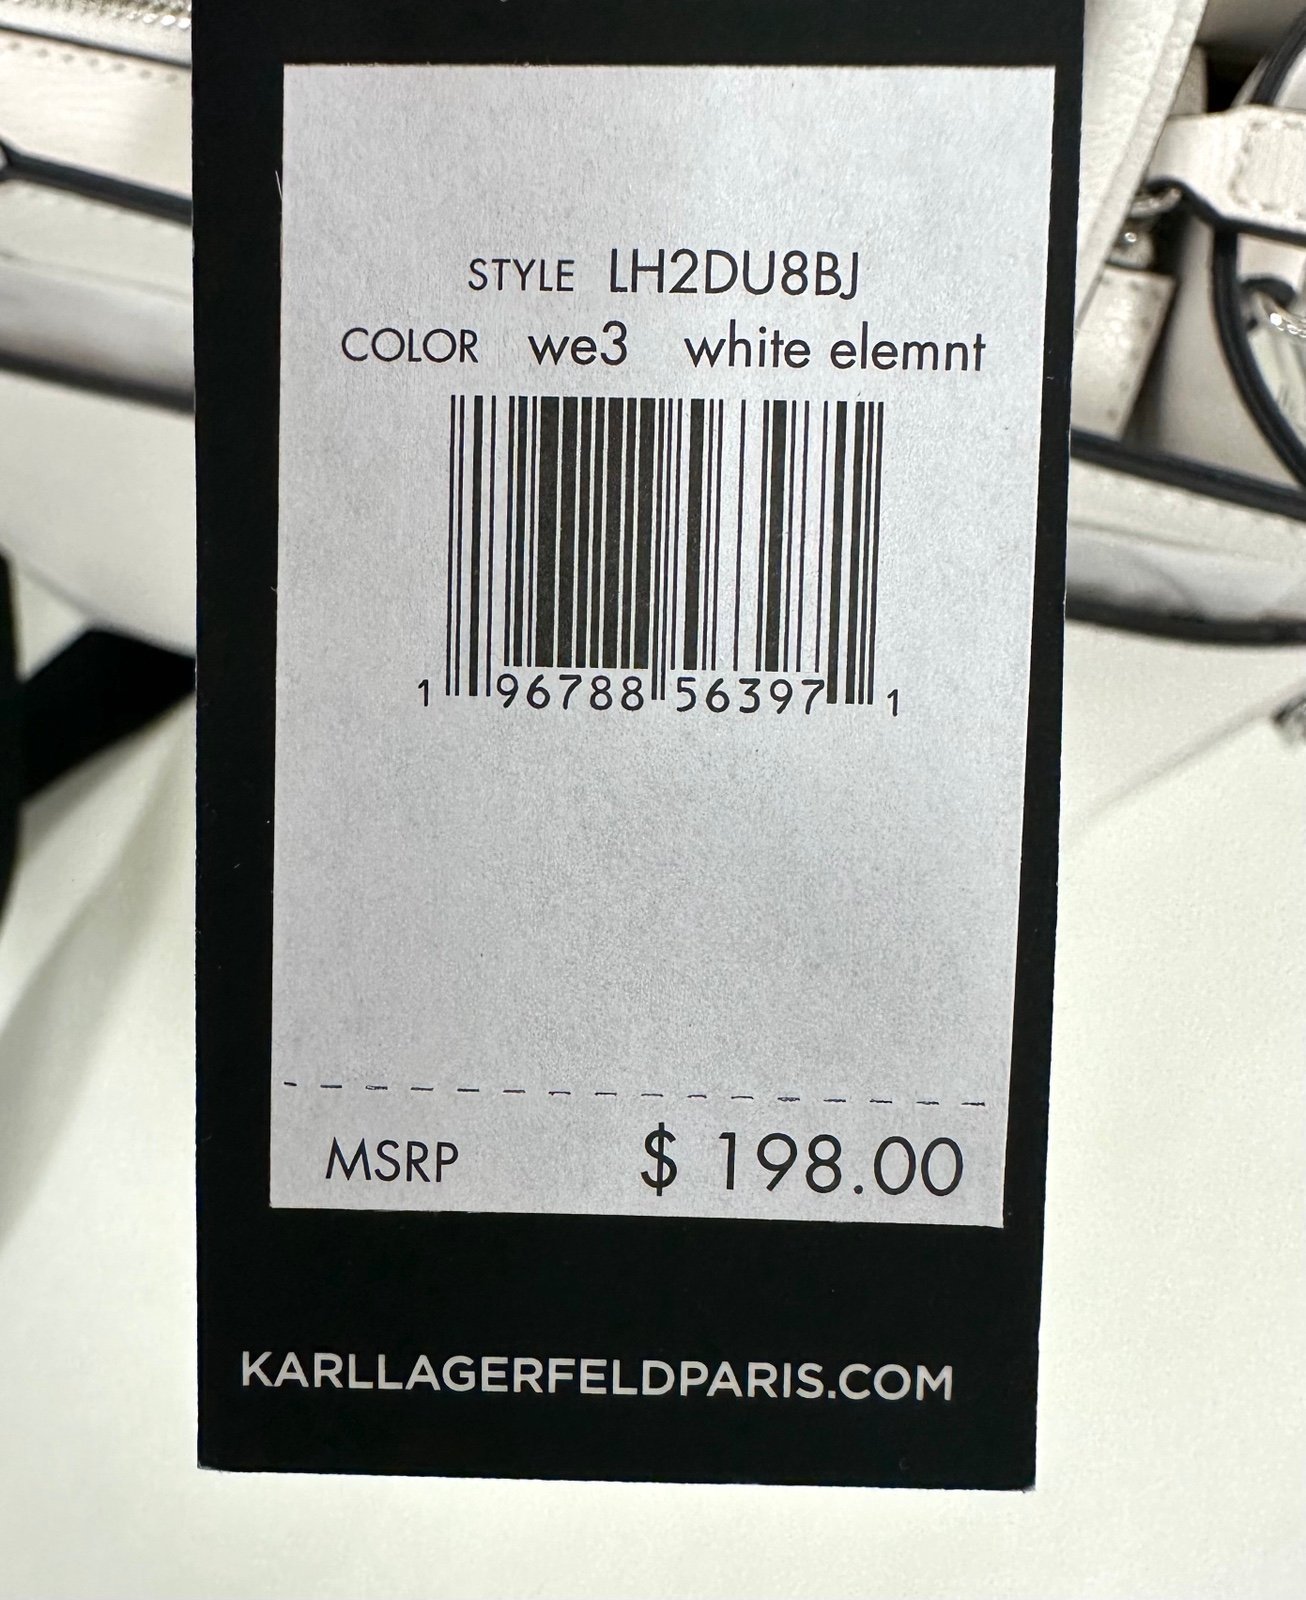 STYLE LH2DU8BJ
COLOR we3 white elemnt
1 96788 56397 1
MSRP $ 198.00
KARLLAGERFELDPARIS.COM